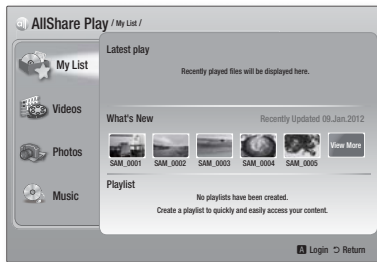 AllShare Play / My List /
My List
Videos
Photos
Music
Latest play
Recently played files will be displayed here.
What's New
Recently Updated 09.Jan.2012
SAM_0001 SAM_0002 SAM_0003 SAM_0004 SAM_0005 View More
Playlist
No playlists have been created.
Create a playlist to quickly and easily access your content.
A Login Return